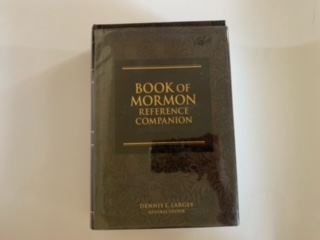 BOOK OF
MORMON
REFERENCE
COMPANION
DENNIS L. LARGEY
GENERAL EDITOR